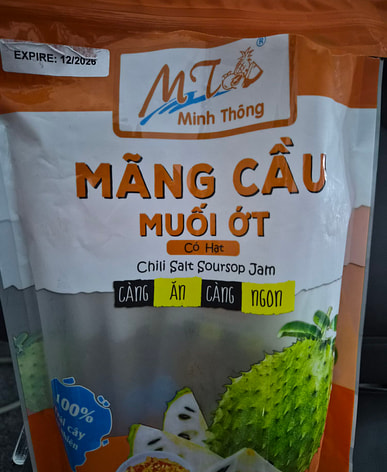 EXPIRE: 12/2026
MT®
Minh Thông
MÃNG CẦU
MUỐI ỚT
Có Hạt
Chili Salt Soursop Jam
CÀNG ĂN CÀNG NGON
100%
cây